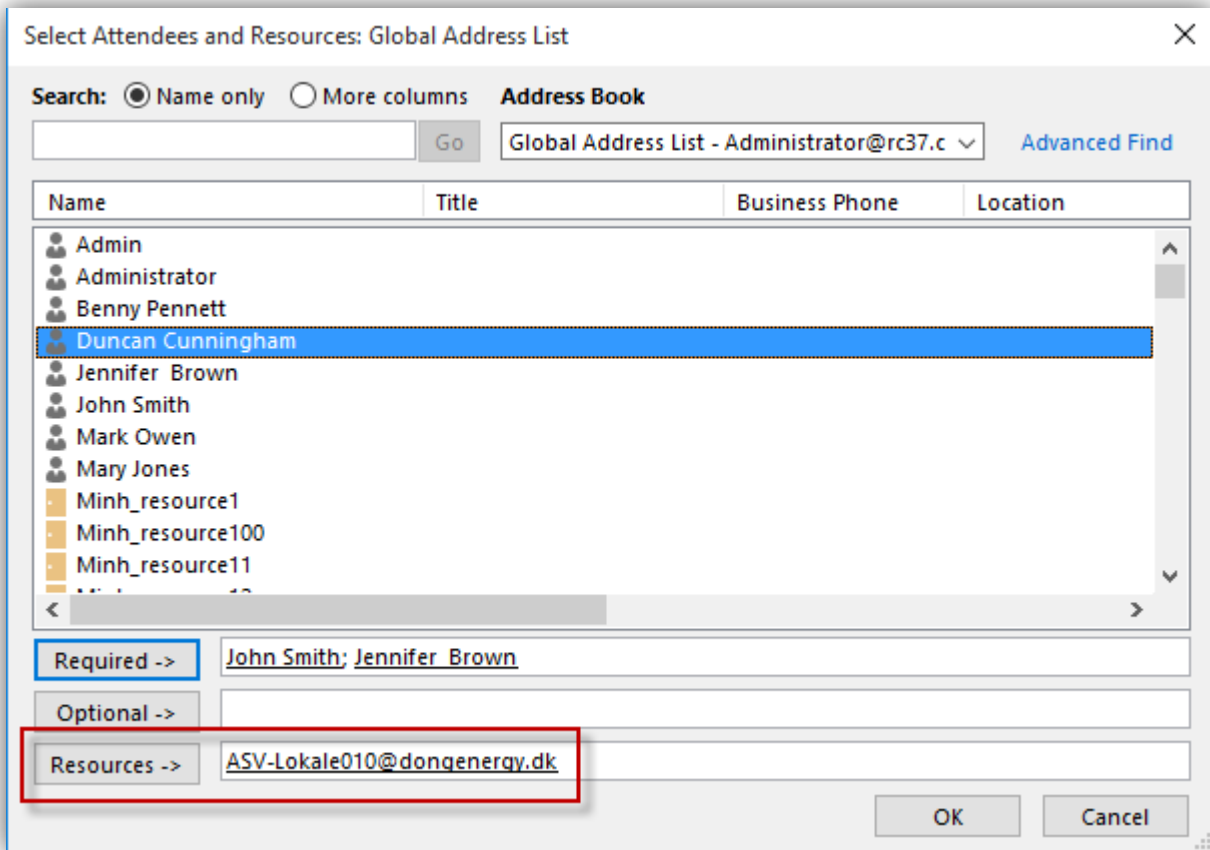 Select Attendees and Resources: Global Address List
Search: Name only More columns Address Book
Go Global Address List - Administrator@rc37.c Advanced Find
Name Title Business Phone Location
Admin
Administrator
Benny Pennett
Duncan Cunningham
Jennifer Brown
John Smith
Mark Owen
Mary Jones
Minh_resource1
Minh_resource100
Minh_resource11
Required -> John Smith; Jennifer Brown
Optional ->
Resources -> ASV-Lokale010@dongenergy.dk
OK Cancel